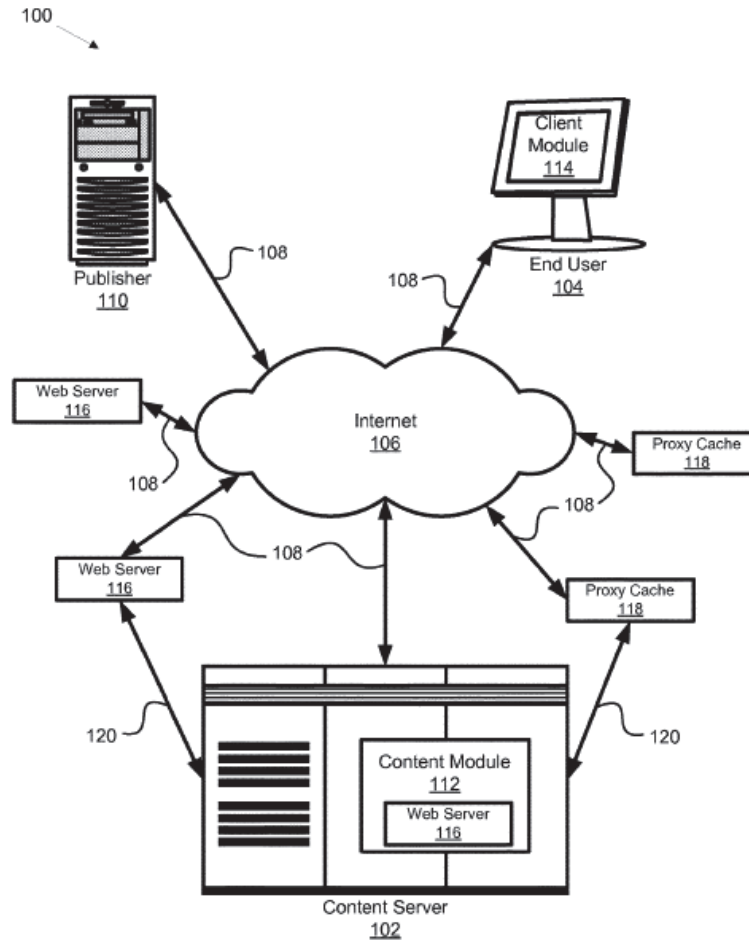 100
Client
Module
114
Publisher
110
108
End User
104
108
Web Server
116
Internet
106
Proxy Cache
118
108
108
108
Web Server
116
Proxy Cache
118
120
Content Module
112
120
Web Server
116
Content Server
102